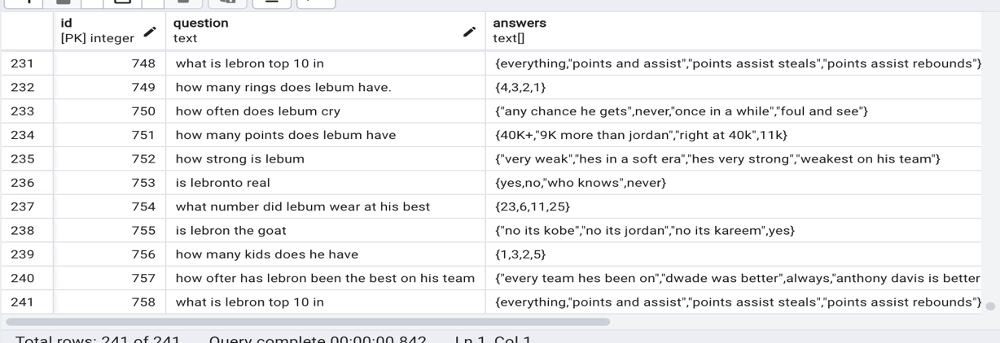 id question answers
[PK] integer text text[]
231 748 what is lebron top 10 in {everything,"points and assist","points assist steals","points assist rebounds"}
232 749 how many rings does lebum have. {4,3,2,1}
233 750 how often does lebum cry {"any chance he gets",never,"once in a while","foul and see"}
234 751 how many points does lebum have {40K+,"9K more than jordan","right at 40k",11k}
235 752 how strong is lebum {"very weak","hes in a soft era","hes very strong","weakest on his team"}
236 753 is lebronto real {yes,no,"who knows",never}
237 754 what number did lebum wear at his best {23,6,11,25}
238 755 is lebron the goat {"no its kobe","no its jordan","no its kareem",yes}
239 756 how many kids does he have {1,3,2,5}
240 757 how ofter has lebron been the best on his team {"every team hes been on","dwade was better",always,"anthony davis is better
241 758 what is lebron top 10 in {everything,"points and assist","points assist steals","points assist rebounds"}
Total rows: 241 of 241 Query complete 00:00:00.842 Ln 1, Col 1